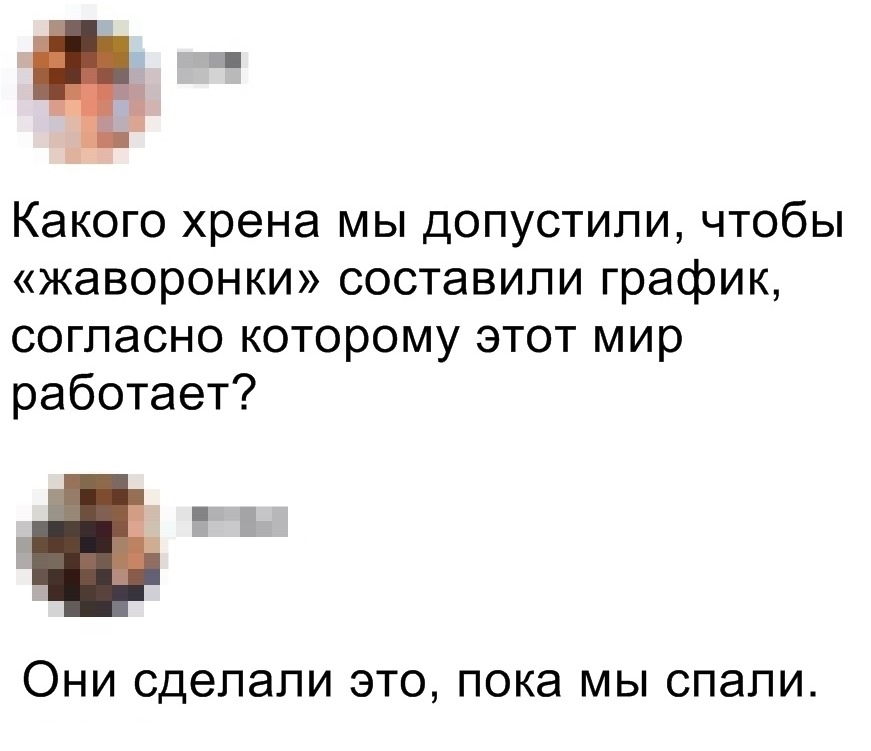 Какого хрена мы допустили, чтобы
«жаворонки» составили график,
согласно которому этот мир
работает?
Они сделали это, пока мы спали.